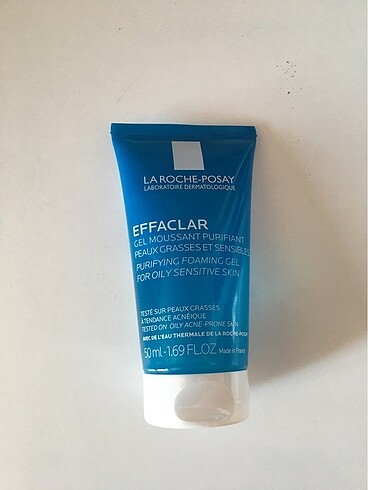 LA ROCHE-POSAY
LABORATOIRE DERMATOLOGIQUE
EFFACLAR
GEL MOUSSANT PURIFIANT
PEAUX GRASSES ET SENSIBLES
PURIFYING FOAMING GEL
FOR OILY SENSITIVE SKIN
TESTÉ SUR PEAUX GRASSES
À TENDANCE ACNÉIQUE
TESTED ON OILY ACNE-PRONE SKIN
AVEC DE L'EAU THERMALE DE LA ROCHE-POSAY
50 ml - 1.69 FL.OZ. Made in France